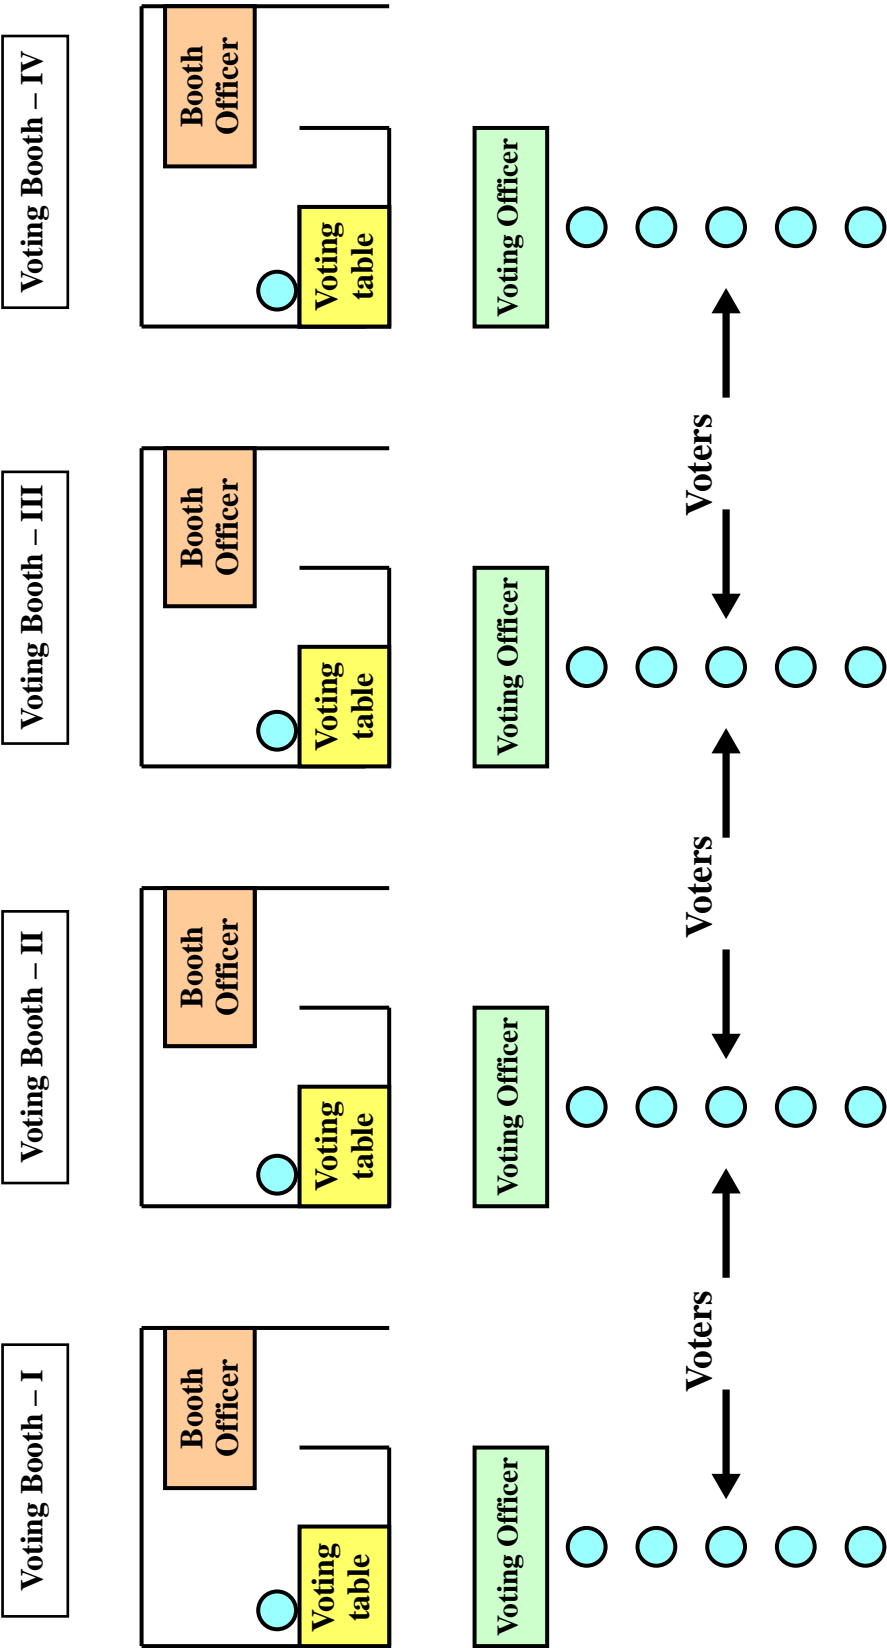 Voting Booth – I
Voting Booth – II
Voting Booth – III
Voting Booth – IV
Booth
Officer
Booth
Officer
Booth
Officer
Booth
Officer
Voting
table
Voting
table
Voting
table
Voting
table
Voting Officer
Voting Officer
Voting Officer
Voting Officer
Voters
Voters
Voters